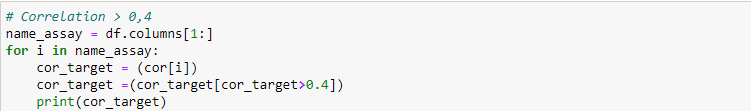 # Correlation > 0,4
name_assay = df.columns[1:]
for i in name_assay:
    cor_target = (cor[i])
    cor_target =(cor_target[cor_target>0.4])
    print(cor_target)